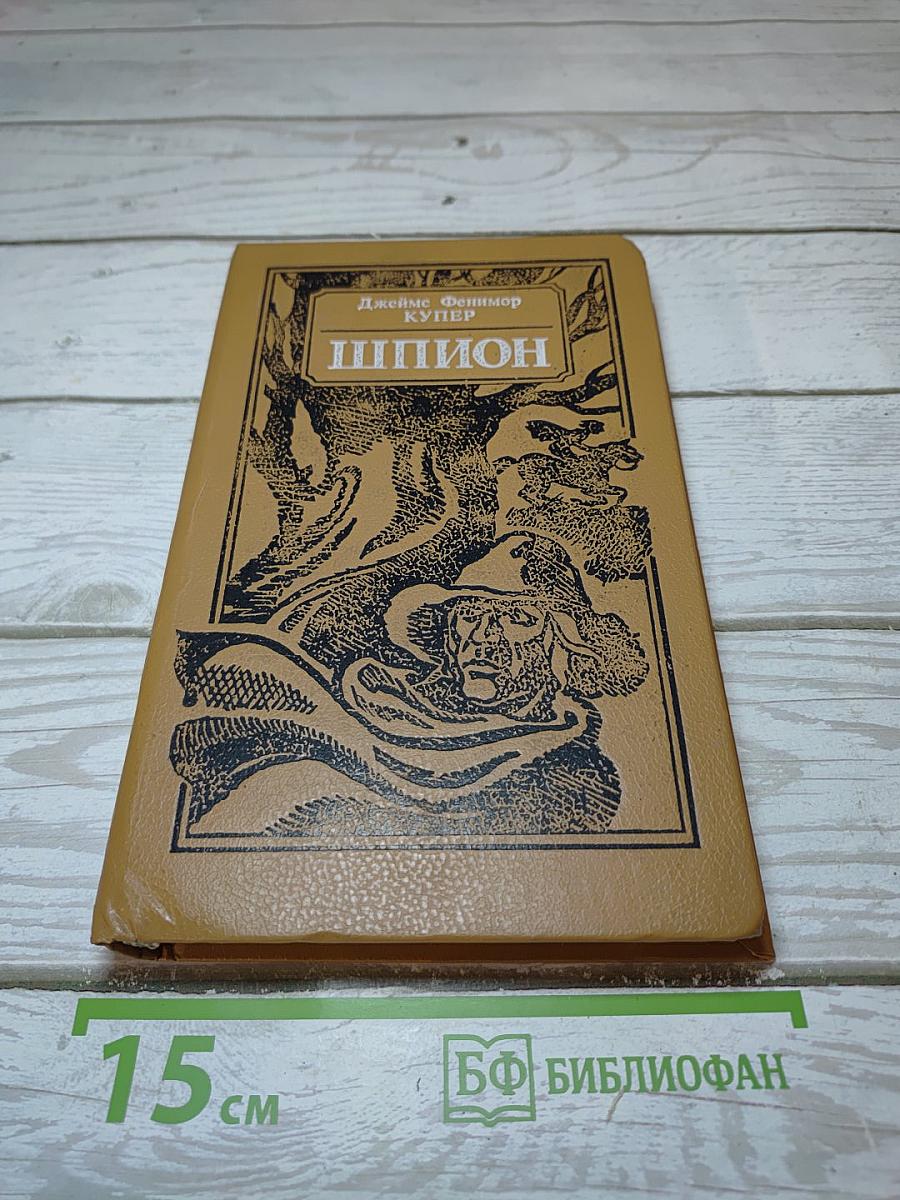 Джеймс Фенимор
КУПЕР
ШПИОН
15 см
БФ БИБЛИОФАН